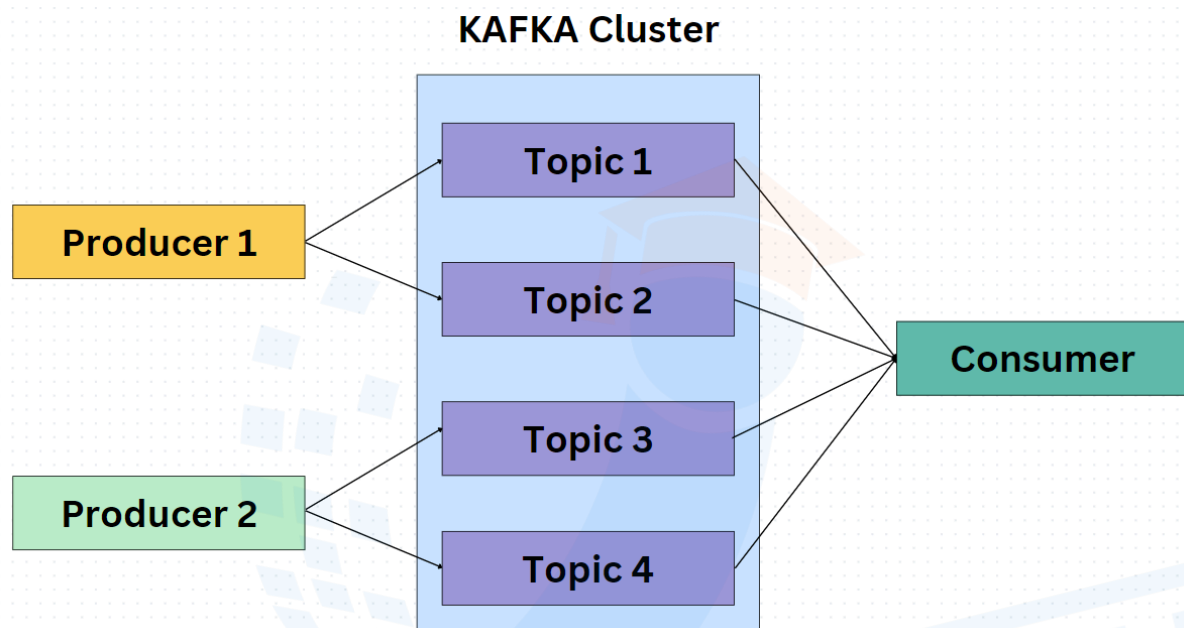 KAFKA Cluster
Topic 1
Producer 1
Topic 2
Consumer
Topic 3
Producer 2
Topic 4